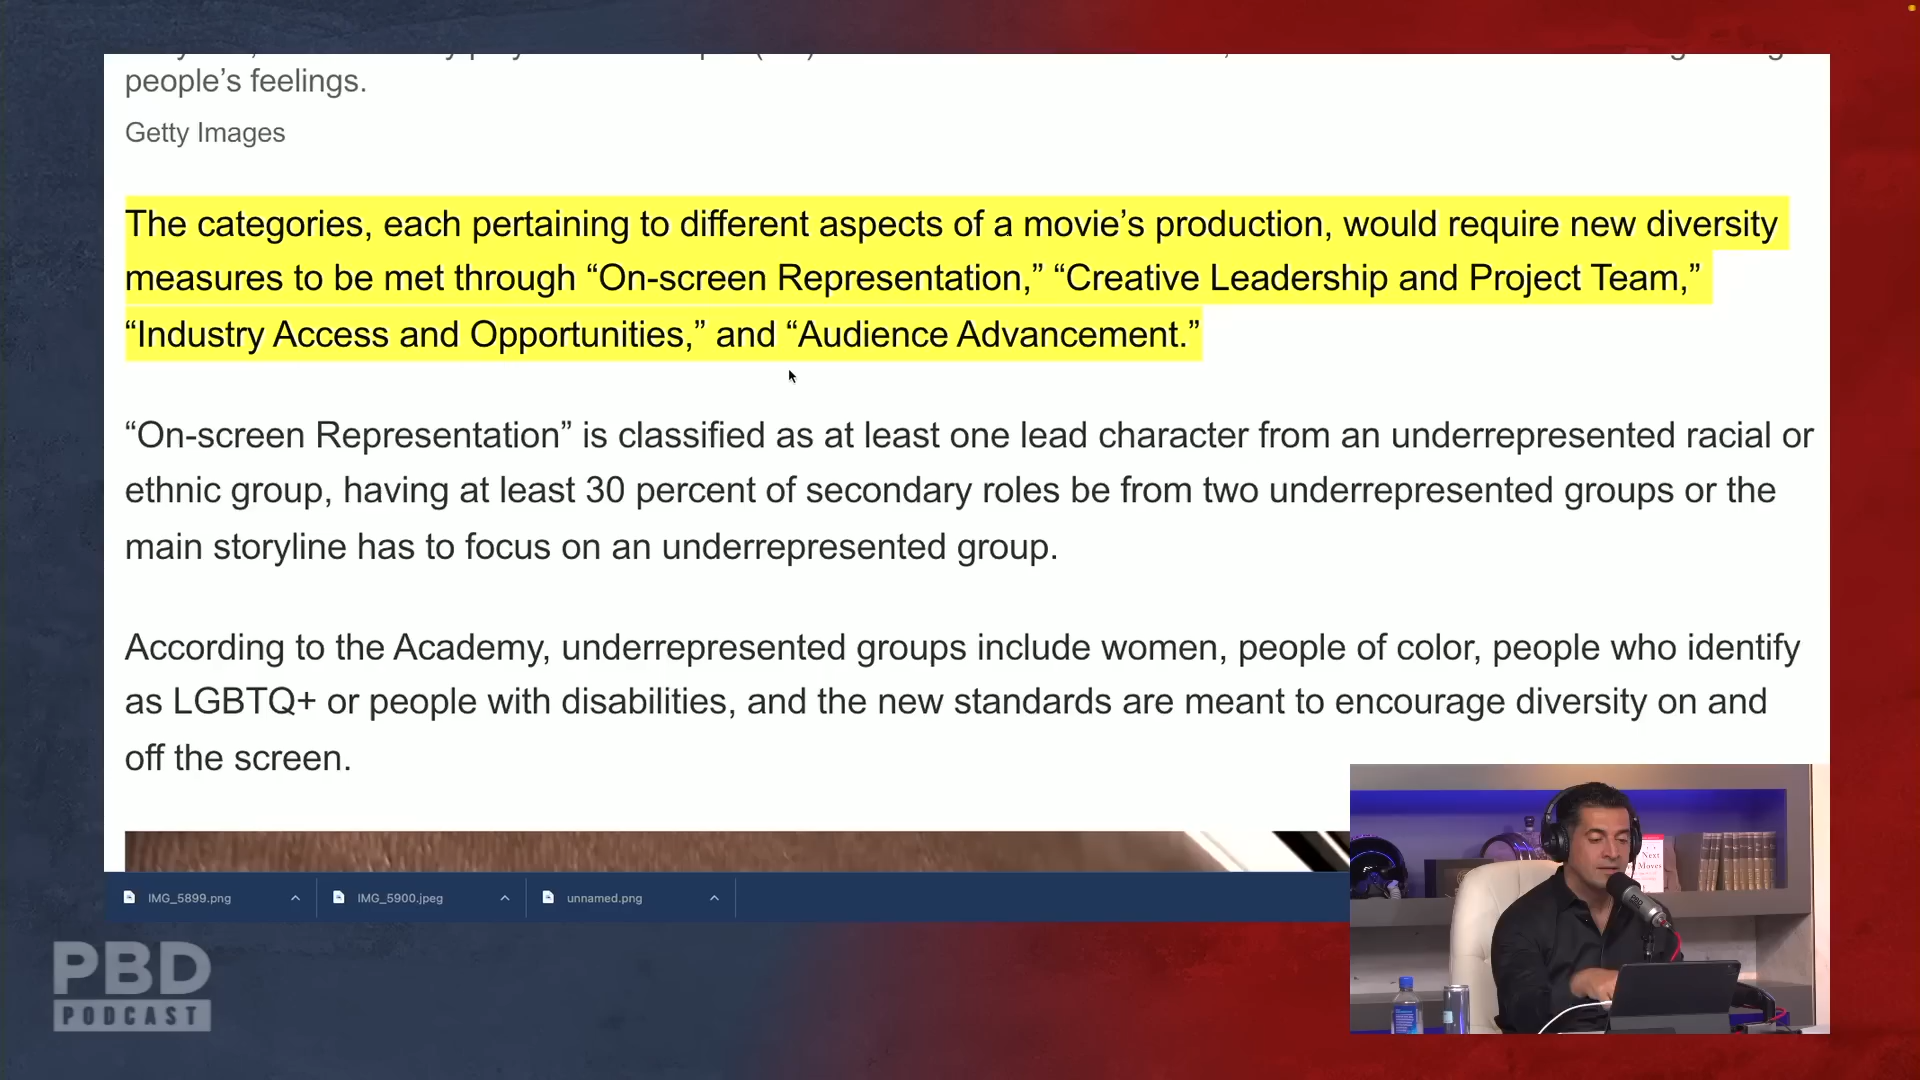 people’s feelings.
Getty Images
The categories, each pertaining to different aspects of a movie’s production, would require new diversity
measures to be met through “On-screen Representation,” “Creative Leadership and Project Team,”
“Industry Access and Opportunities,” and “Audience Advancement.”
“On-screen Representation” is classified as at least one lead character from an underrepresented racial or
ethnic group, having at least 30 percent of secondary roles be from two underrepresented groups or the
main storyline has to focus on an underrepresented group.
According to the Academy, underrepresented groups include women, people of color, people who identify
as LGBTQ+ or people with disabilities, and the new standards are meant to encourage diversity on and
off the screen.
IMG_5899.png
IMG_5900.jpeg
unnamed.png
Next
Moves
PBD
PODCAST